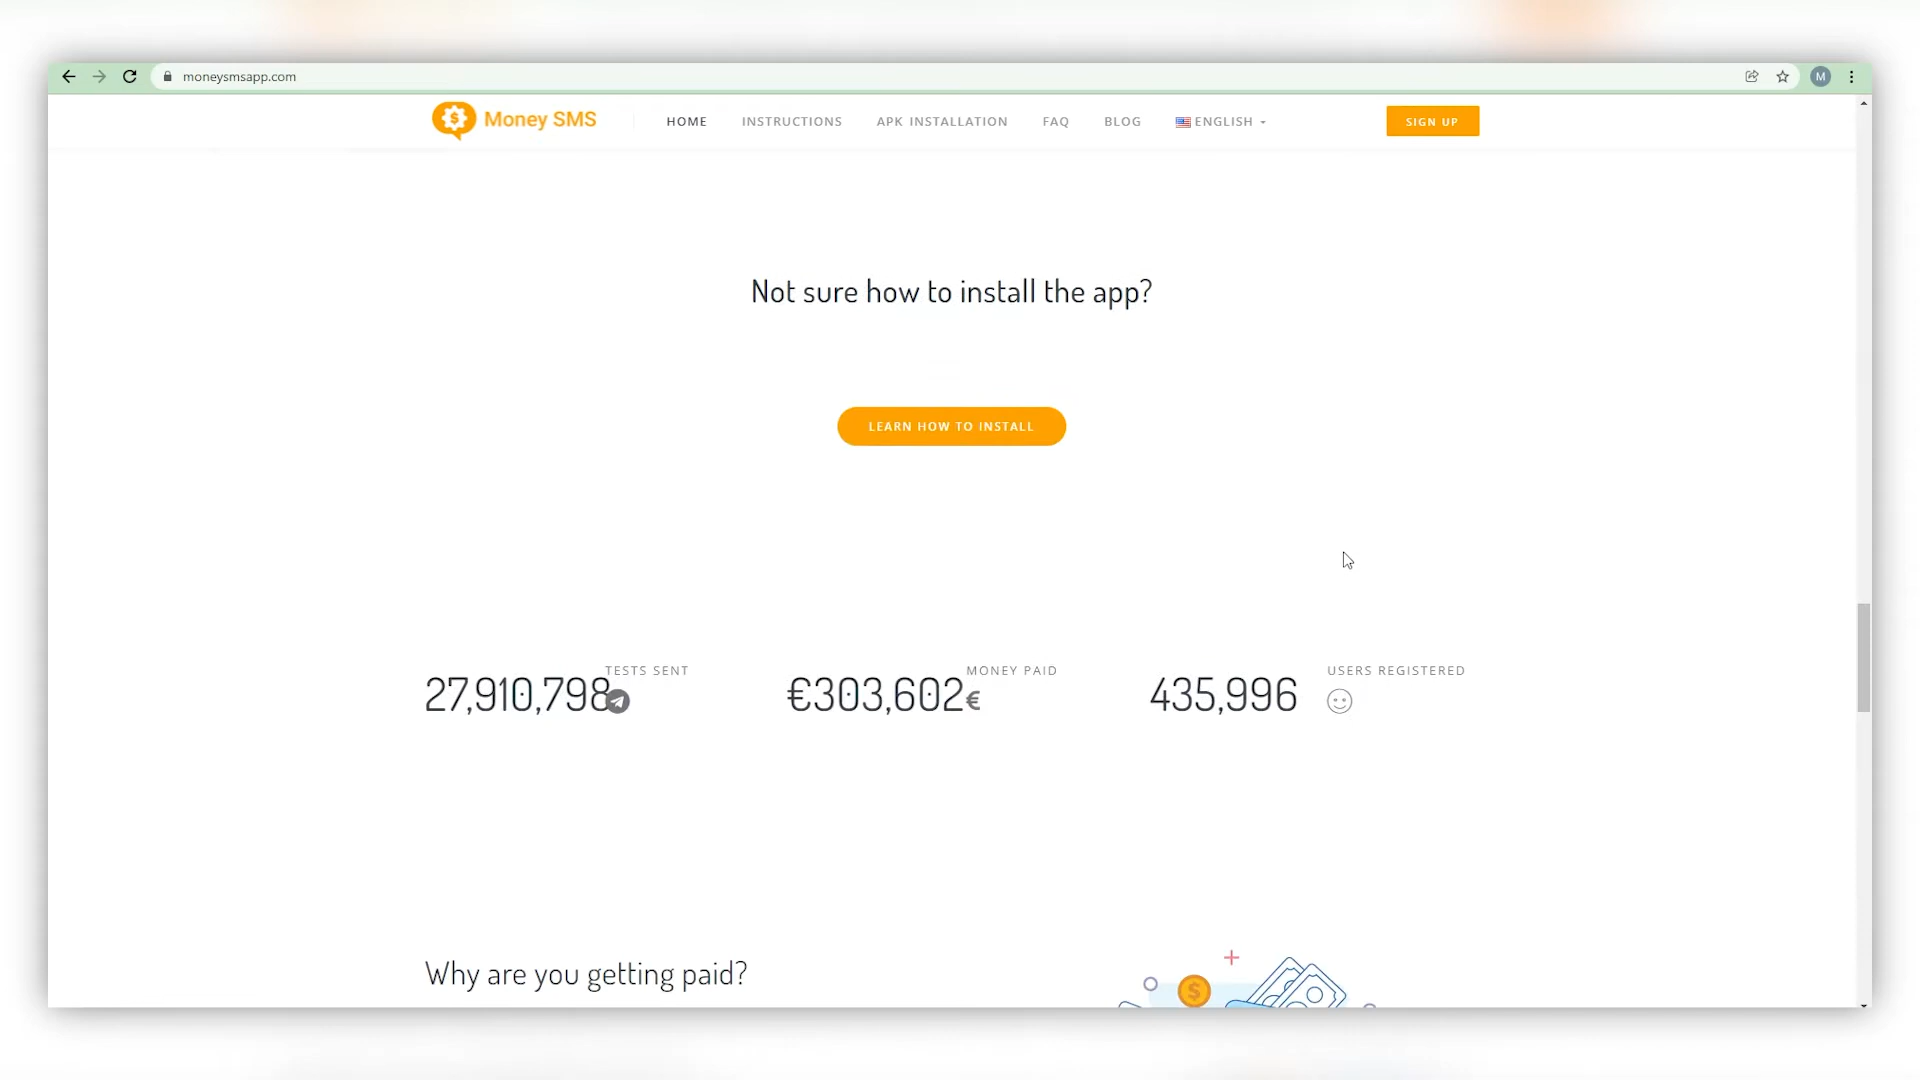 moneysmsapp.com
M
Money SMS
HOME
INSTRUCTIONS
APK INSTALLATION
FAQ
BLOG
ENGLISH
SIGN UP
Not sure how to install the app?
LEARN HOW TO INSTALL
27,910,798
TESTS SENT
€303,602
MONEY PAID
€
435,996
USERS REGISTERED
Why are you getting paid?